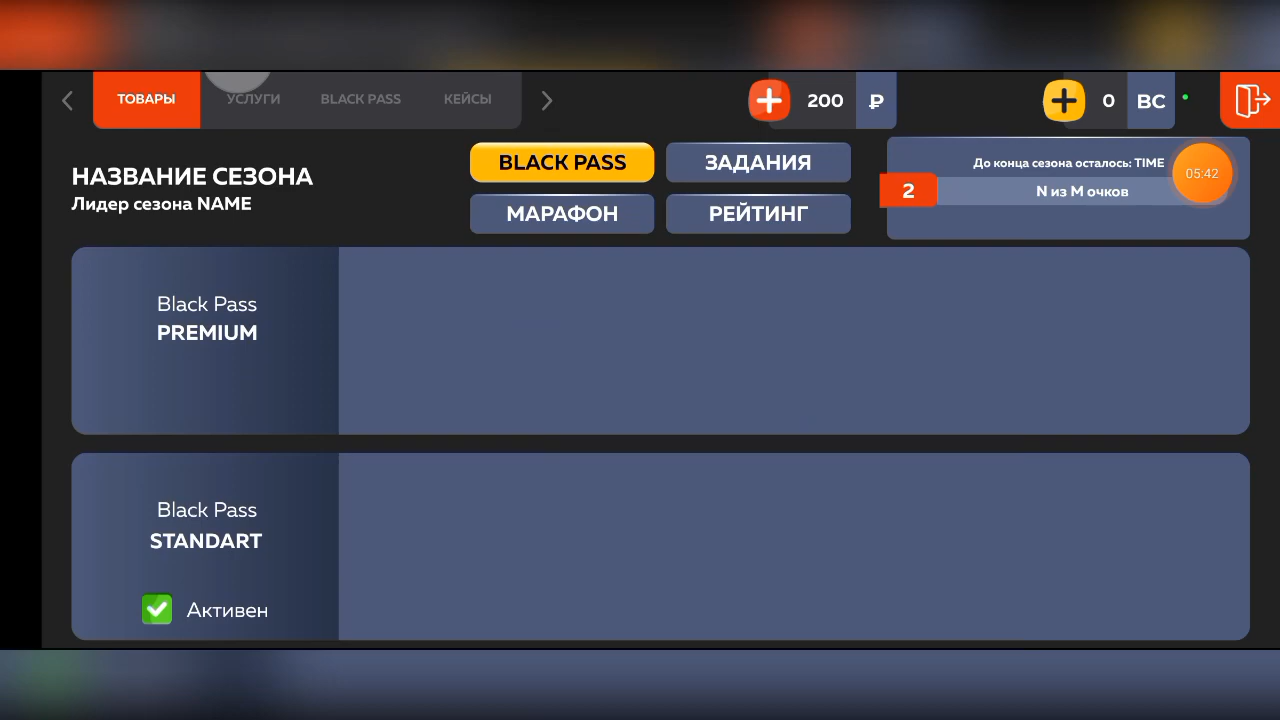 ТОВАРЫ УСЛУГИ BLACK PASS КЕЙСЫ 200 ₽ 0 BC
НАЗВАНИЕ СЕЗОНА
Лидер сезона NAME
BLACK PASS ЗАДАНИЯ
МАРАФОН РЕЙТИНГ
До конца сезона осталось: TIME
05:42
2 N из M очков
Black Pass
PREMIUM
Black Pass
STANDART
Активен